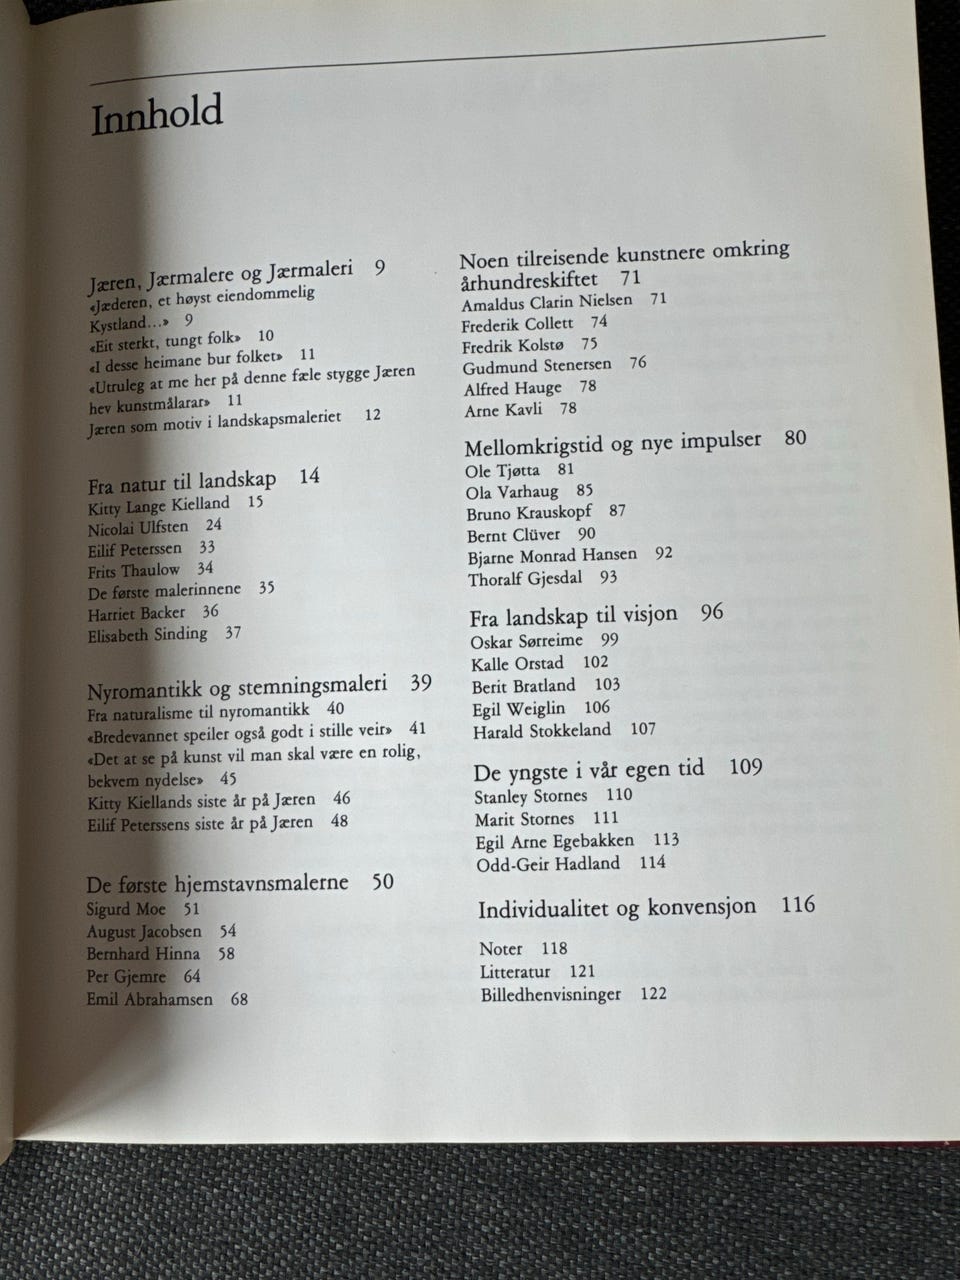 Innhold
Jæren, Jærmalere og Jærmaleri 9
«Jæderen, et høyst eiendommelig
Kystland...» 9
«Eit sterkt, tungt folk» 10
«I desse heimane bur folket» 11
«Utruleg at me her på denne fæle stygge Jæren
hev kunstmålarar» 11
Jæren som motiv i landskapsmaleriet 12
Fra natur til landskap 14
Kitty Lange Kielland 15
Nicolai Ulfsten 24
Eilif Peterssen 33
Frits Thaulow 34
De første malerinnene 35
Harriet Backer 36
Elisabeth Sinding 37
Nyromantikk og stemningsmaleri 39
Fra naturalisme til nyromantikk 40
«Bredevannet speiler også godt i stille veir» 41
«Det at se på kunst vil man skal være en rolig,
bekvem nydelse» 45
Kitty Kiellands siste år på Jæren 46
Eilif Peterssens siste år på Jæren 48
De første hjemstavnsmalerne 50
Sigurd Moe 51
August Jacobsen 54
Bernhard Hinna 58
Per Gjemre 64
Emil Abrahamsen 68
Noen tilreisende kunstnere omkring
århundreskiftet 71
Amaldus Clarin Nielsen 71
Frederik Collett 74
Fredrik Kolstø 75
Gudmund Stenersen 76
Alfred Hauge 78
Arne Kavli 78
Mellomkrigstid og nye impulser 80
Ole Tjøtta 81
Ola Varhaug 85
Bruno Krauskopf 87
Bernt Clüver 90
Bjarne Monrad Hansen 92
Thoralf Gjesdal 93
Fra landskap til visjon 96
Oskar Sørreime 99
Kalle Orstad 102
Berit Bratland 103
Egil Weiglin 106
Harald Stokkeland 107
De yngste i vår egen tid 109
Stanley Stornes 110
Marit Stornes 111
Egil Arne Egebakken 113
Odd-Geir Hadland 114
Individualitet og konvensjon 116
Noter 118
Litteratur 121
Billedhenvisninger 122